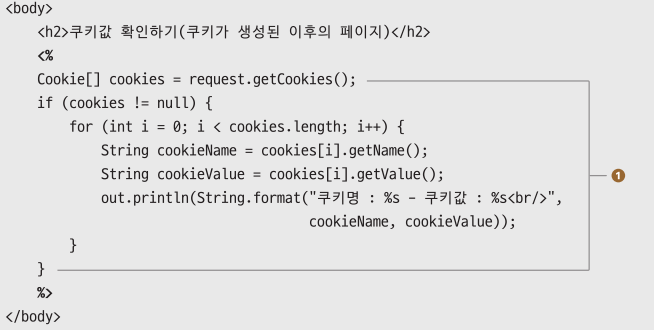 <body>
    <h2>쿠키값 확인하기(쿠키가 생성된 이후의 페이지)</h2>
    <%
    Cookie[] cookies = request.getCookies();
    if (cookies != null) {
        for (int i = 0; i < cookies.length; i++) {
            String cookieName = cookies[i].getName();
            String cookieValue = cookies[i].getValue();
            out.println(String.format("쿠키명 : %s - 쿠키값 : %s<br/>",
                                      cookieName, cookieValue));
        }
    }
    %>
</body>
❶